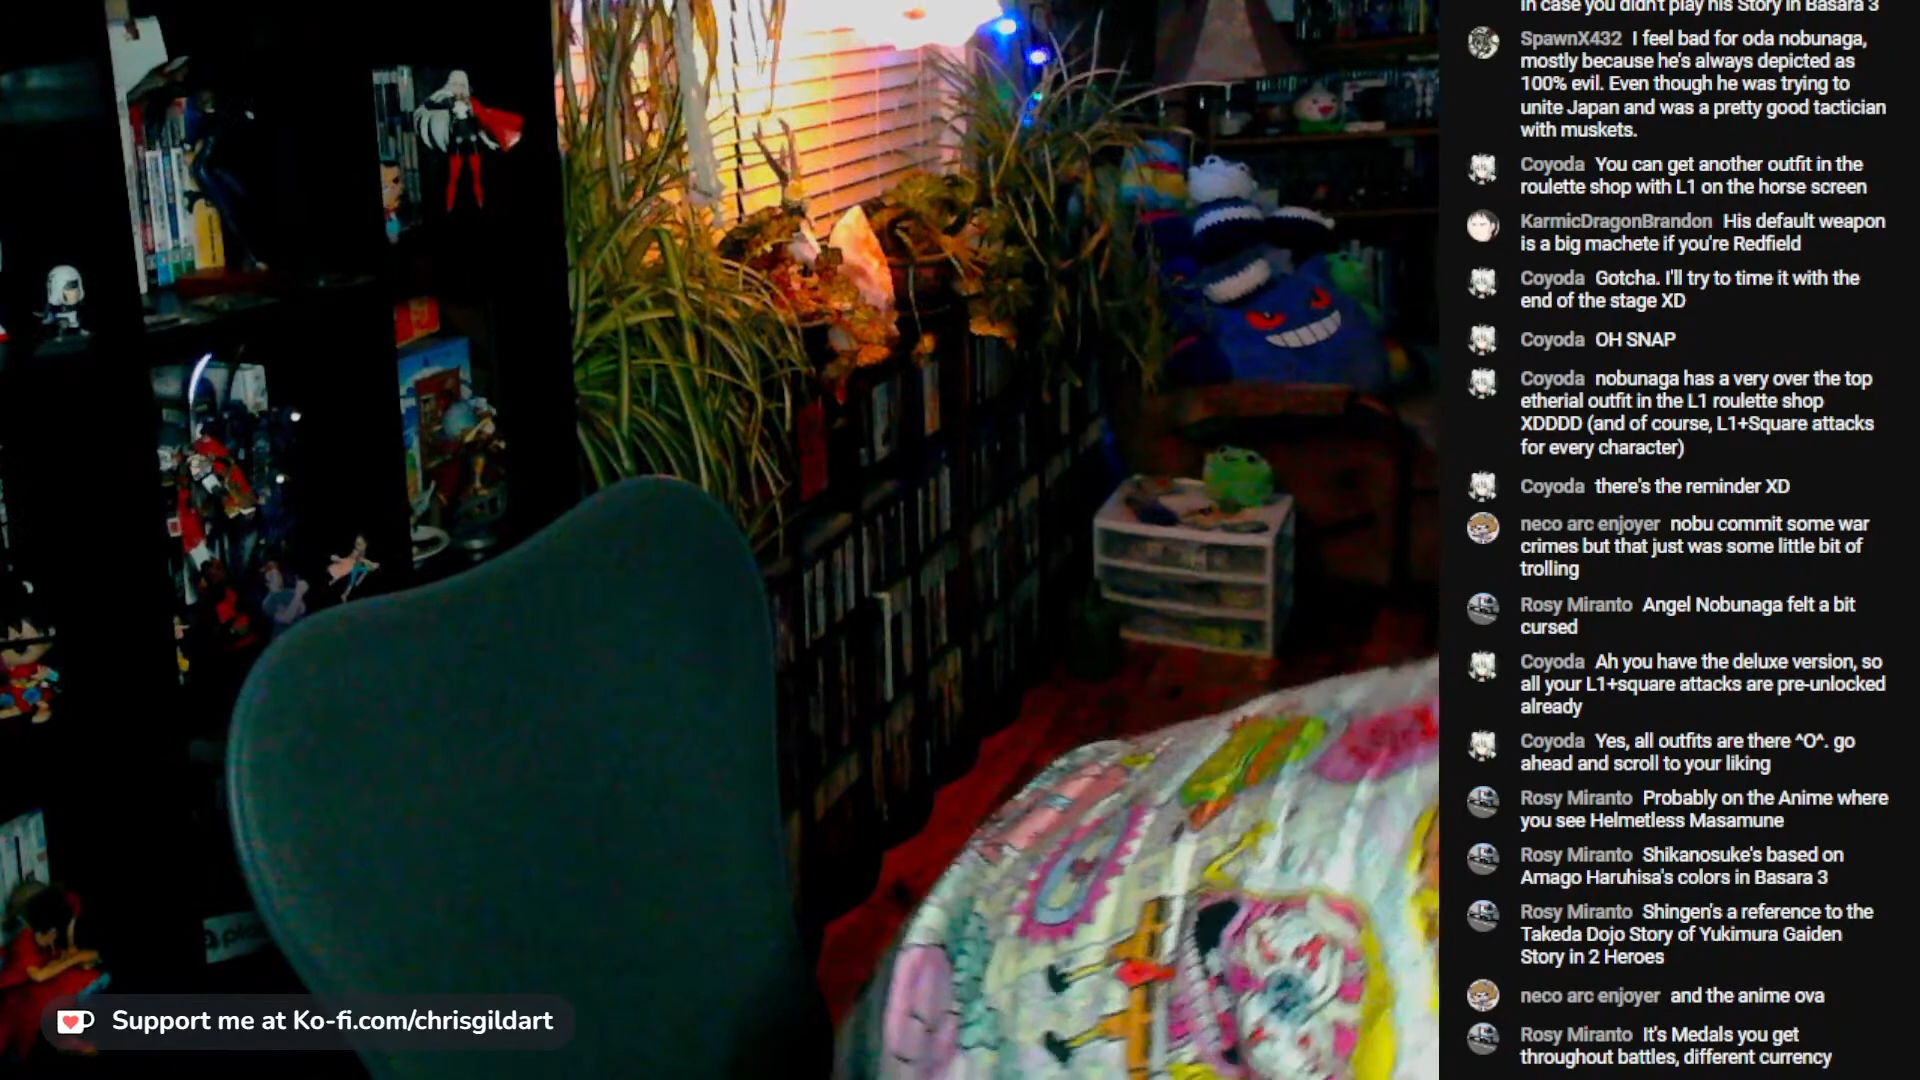 in case you didn't play his Story in Basara 3
SpawnX432 I feel bad for oda nobunaga,
mostly because he's always depicted as
100% evil. Even though he was trying to
unite Japan and was a pretty good tactician
with muskets.
Coyoda You can get another outfit in the
roulette shop with L1 on the horse screen
KarmicDragonBrandon His default weapon
is a big machete if you're Redfield
Coyoda Gotcha. I'll try to time it with the
end of the stage XD
Coyoda OH SNAP
Coyoda nobunaga has a very over the top
etherial outfit in the L1 roulette shop
XDDDD (and of course, L1+Square attacks
for every character)
Coyoda there's the reminder XD
neco arc enjoyer nobu commit some war
crimes but that just was some little bit of
trolling
Rosy Miranto Angel Nobunaga felt a bit
cursed
Coyoda Ah you have the deluxe version, so
all your L1+square attacks are pre-unlocked
already
Coyoda Yes, all outfits are there ^O^. go
ahead and scroll to your liking
Rosy Miranto Probably on the Anime where
you see Helmetless Masamune
Rosy Miranto Shikanosuke's based on
Amago Haruhisa's colors in Basara 3
Rosy Miranto Shingen's a reference to the
Takeda Dojo Story of Yukimura Gaiden
Story in 2 Heroes
neco arc enjoyer and the anime ova
Rosy Miranto It's Medals you get
throughout battles, different currency
Support me at Ko-fi.com/chrisgildart